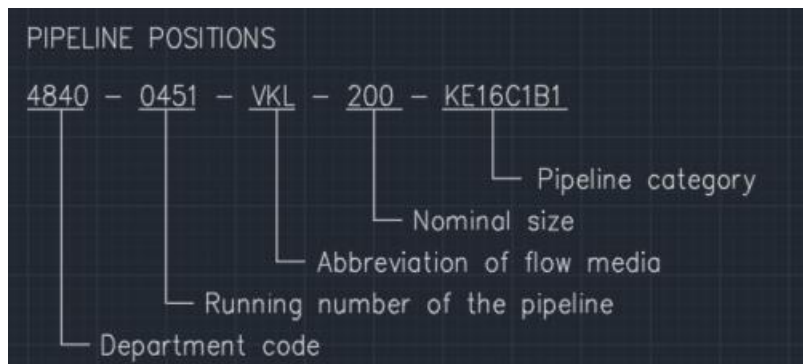 PIPELINE POSITIONS
4840 - 0451 - VKL - 200 - KE16C1B1
Pipeline category
Nominal size
Abbreviation of flow media
Running number of the pipeline
Department code